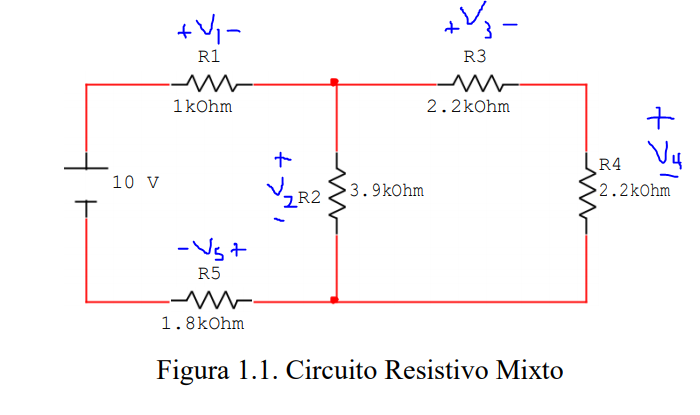 +V1-
+V3-
R1
R3
1kOhm
2.2kOhm
+
V4
-
R4
2.2kOhm
10 V
+
V2
-
R2
3.9kOhm
-V5+
R5
1.8kOhm
Figura 1.1. Circuito Resistivo Mixto